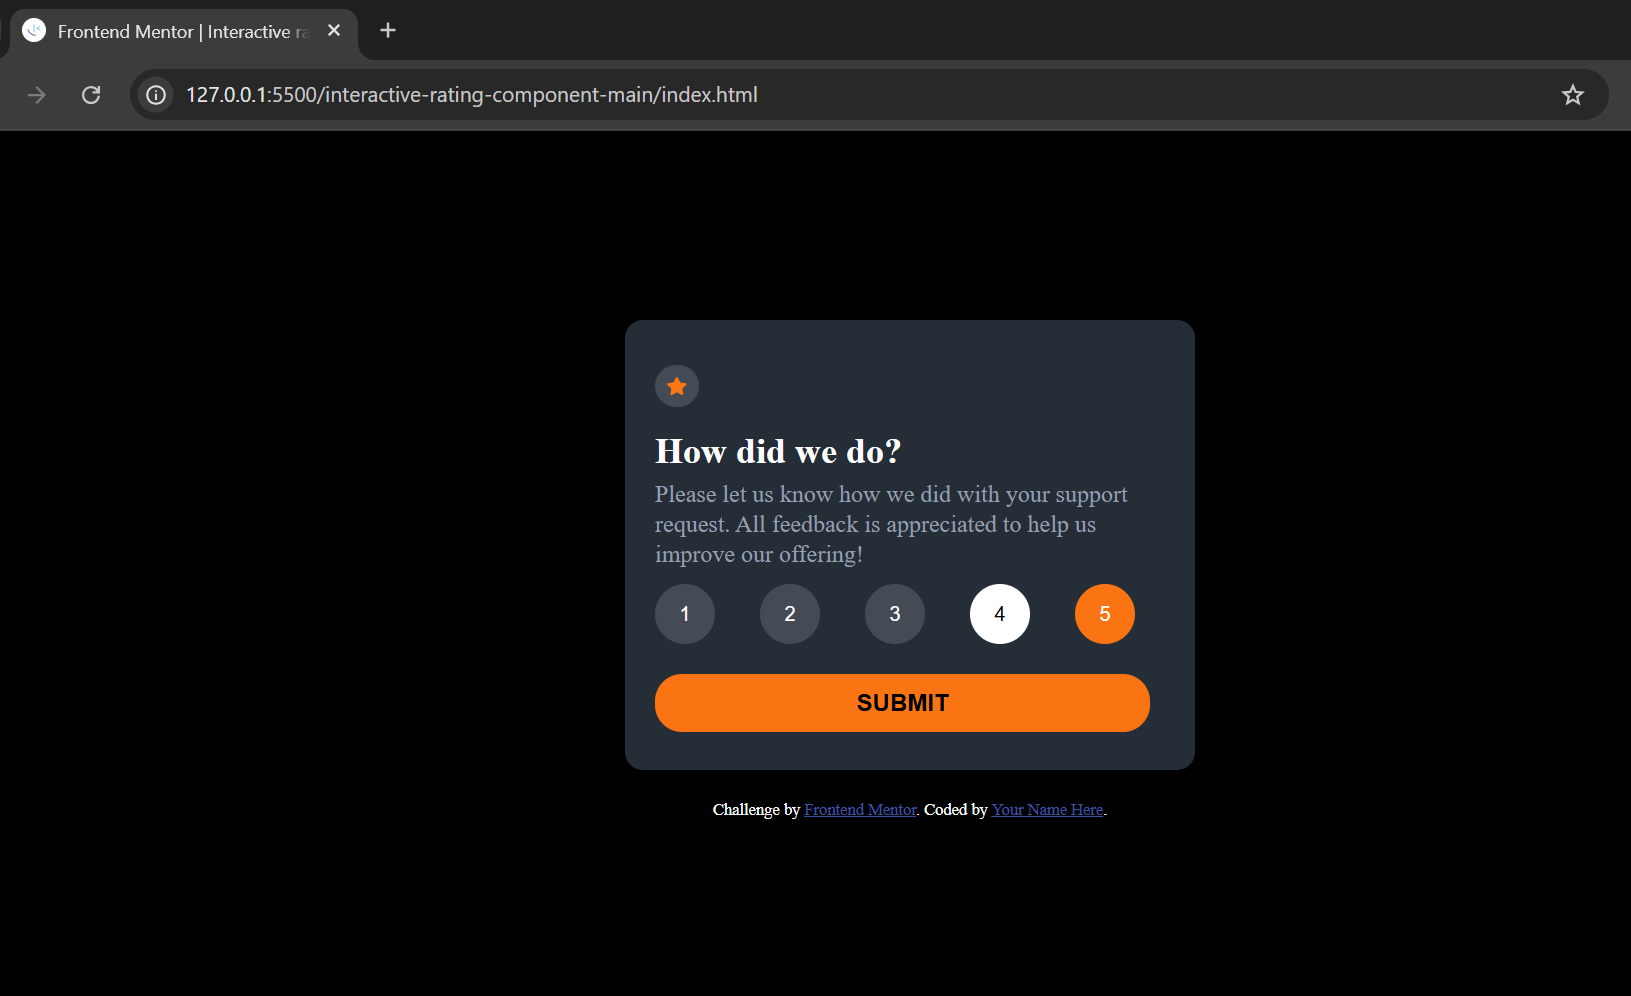 Frontend Mentor | Interactive
127.0.0.1:5500/interactive-rating-component-main/index.html
How did we do?
Please let us know how we did with your support
request. All feedback is appreciated to help us
improve our offering!
1 2 3 4 5
SUBMIT
Challenge by Frontend Mentor. Coded by Your Name Here.